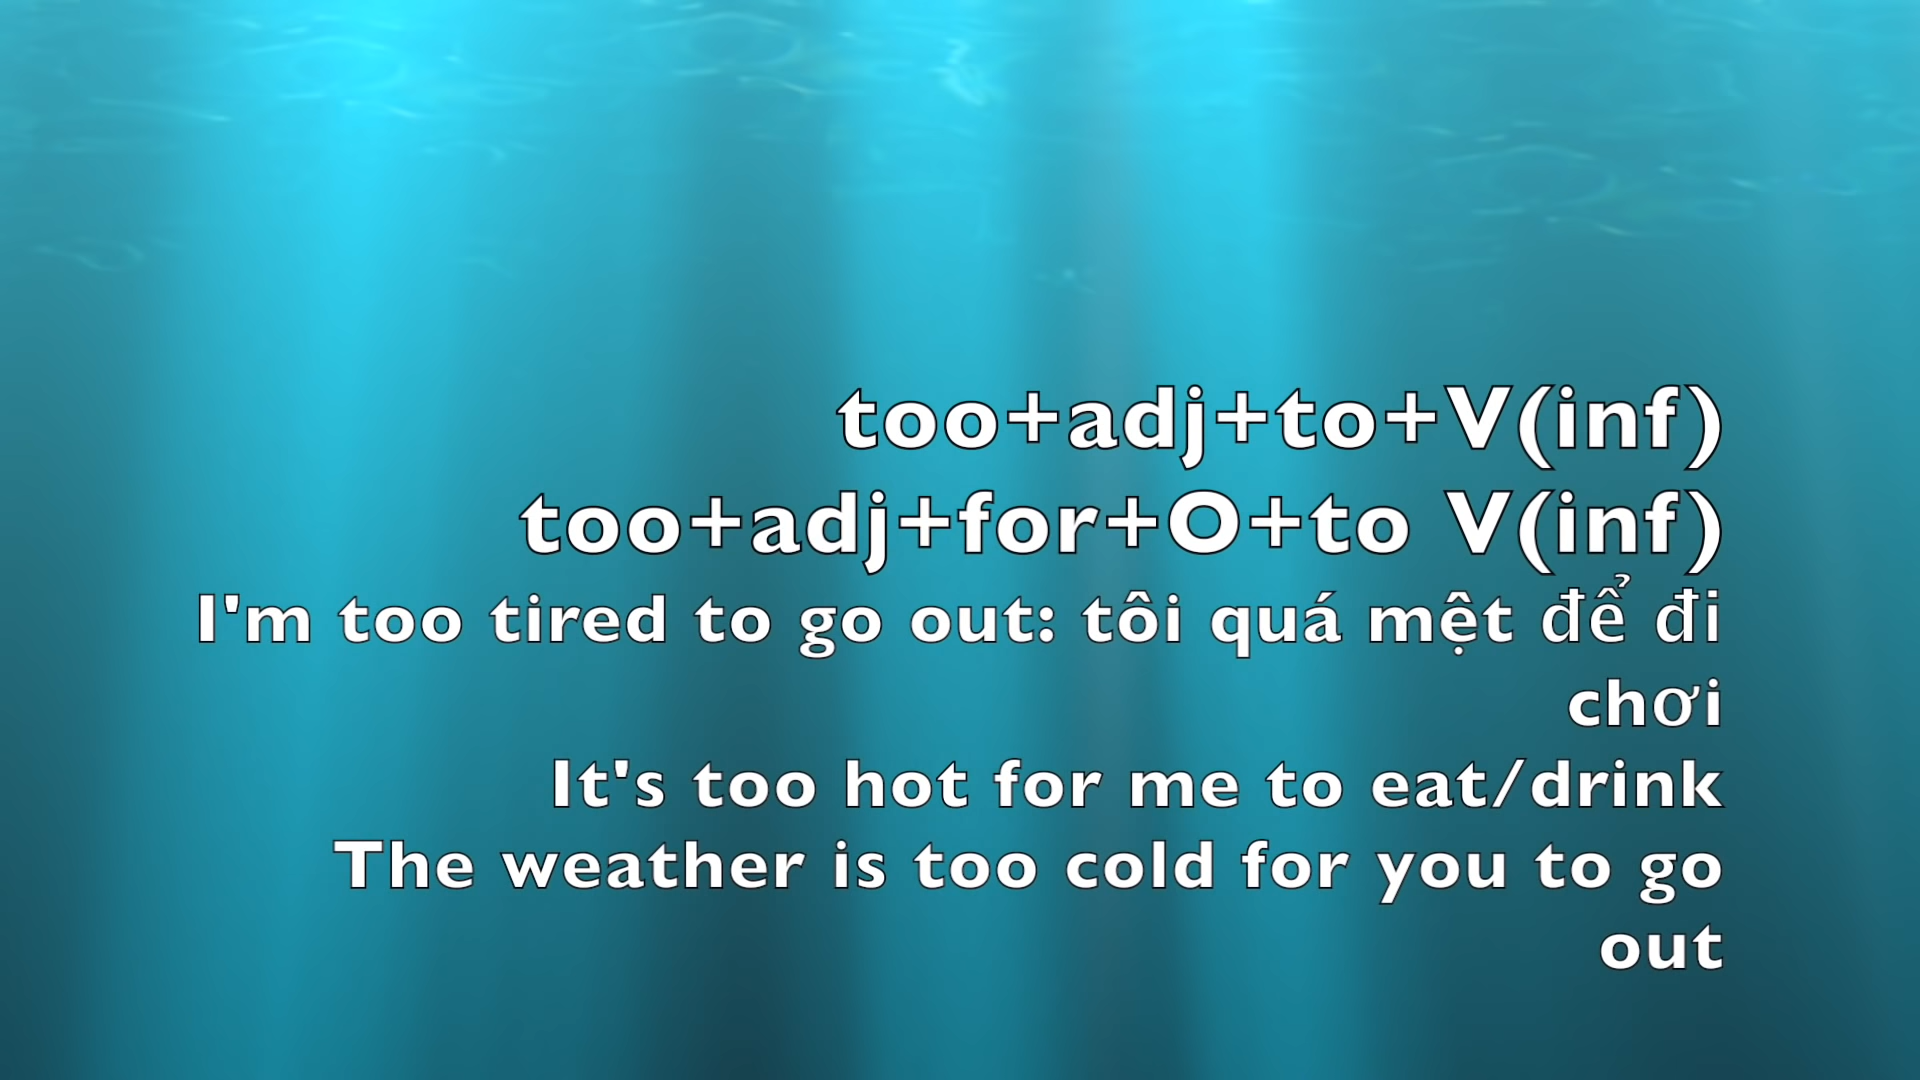 too+adj+to+V(inf)
too+adj+for+O+to V(inf)
I'm too tired to go out: tôi quá mệt để đi
chơi
It's too hot for me to eat/drink
The weather is too cold for you to go
out